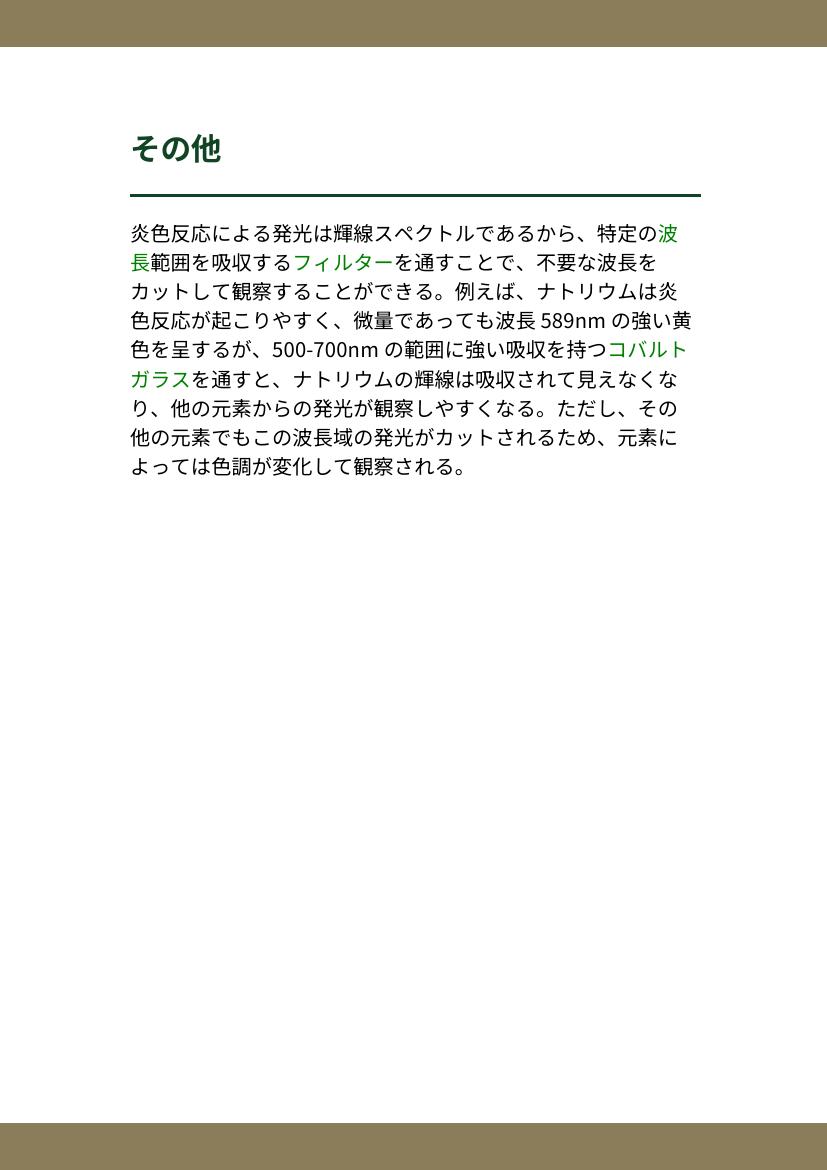 その他
炎色反応による発光は輝線スペクトルであるから、特定の波
長範囲を吸収するフィルターを通すことで、不要な波長を
カットして観察することができる。例えば、ナトリウムは炎
色反応が起こりやすく、微量であっても波長 589nm の強い黄
色を呈するが、500-700nm の範囲に強い吸収を持つコバルト
ガラスを通すと、ナトリウムの輝線は吸収されて見えなくな
り、他の元素からの発光が観察しやすくなる。ただし、その
他の元素でもこの波長域の発光がカットされるため、元素に
よっては色調が変化して観察される。